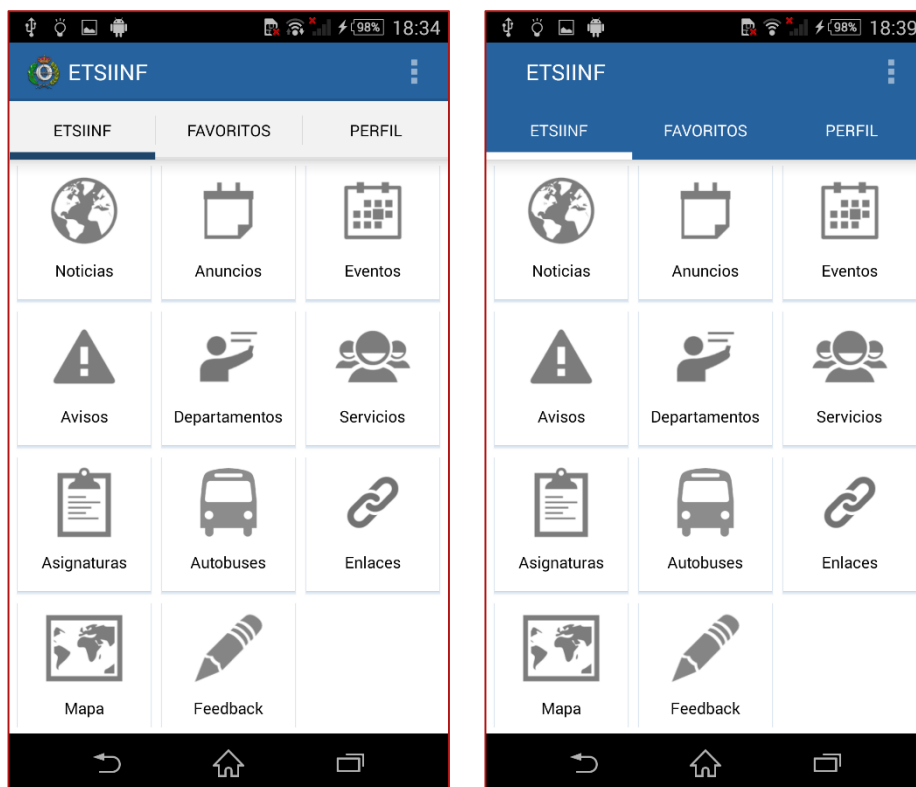 98% 18:34
ETSIINF
ETSIINF FAVORITOS PERFIL
Noticias Anuncios Eventos
Avisos Departamentos Servicios
Asignaturas Autobuses Enlaces
Mapa Feedback
98% 18:39
ETSIINF
ETSIINF FAVORITOS PERFIL
Noticias Anuncios Eventos
Avisos Departamentos Servicios
Asignaturas Autobuses Enlaces
Mapa Feedback